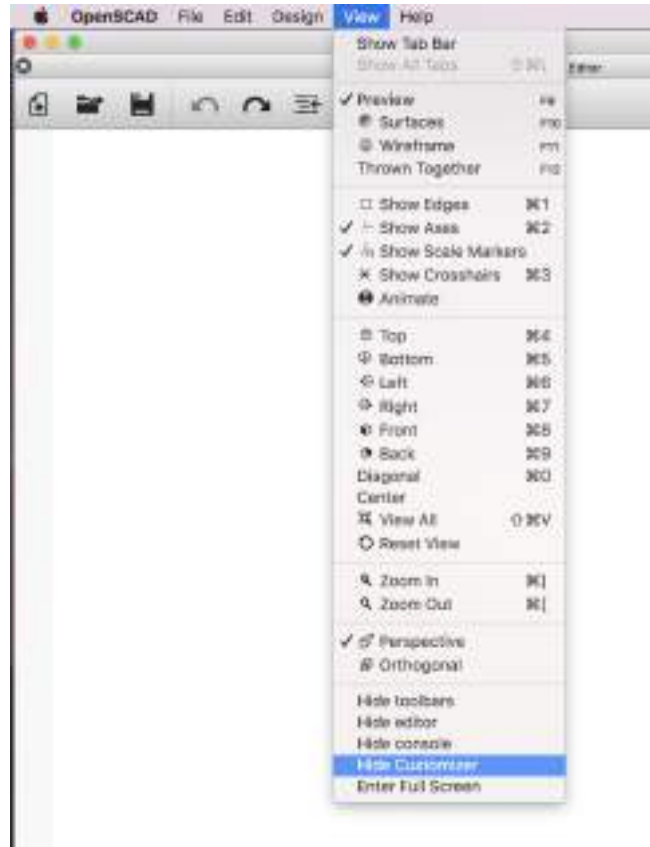 OpenSCAD File Edit Design View Help
Show Tab Bar
Show All Tabs ⇧⌘\
Editor
Preview F9
Surfaces F10
Wireframe F11
Thrown Together F12
Show Edges ⌘1
Show Axes ⌘2
Show Scale Markers
Show Crosshairs ⌘3
Animate
Top ⌘4
Bottom ⌘5
Left ⌘6
Right ⌘7
Front ⌘8
Back ⌘9
Diagonal ⌘0
Center
View All ⇧⌘V
Reset View
Zoom In ⌘]
Zoom Out ⌘[
Perspective
Orthogonal
Hide toolbars
Hide editor
Hide console
Hide Customizer
Enter Full Screen